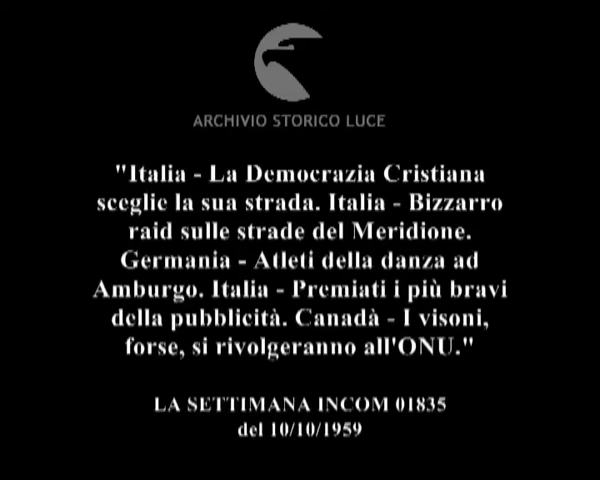 ARCHIVIO STORICO LUCE
"Italia - La Democrazia Cristiana
sceglie la sua strada. Italia - Bizzarro
raid sulle strade del Meridione.
Germania - Atleti della danza ad
Amburgo. Italia - Premiati i più bravi
della pubblicità. Canadà - I visoni,
forse, si rivolgeranno all'ONU."
LA SETTIMANA INCOM 01835
del 10/10/1959